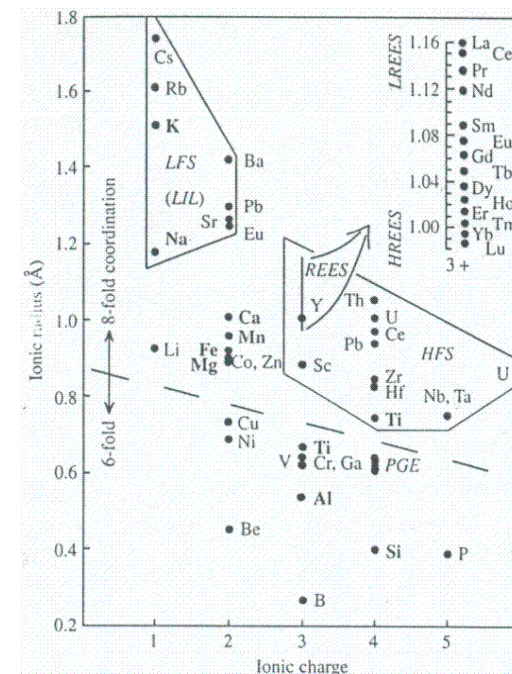 1.8
1.6
1.4
1.2
1.0
0.8
0.6
0.4
0.2
Ionic radius (Å)
8-fold coordination
6-fold
1
2
3
4
5
Ionic charge
Cs
Rb
K
LFS
(LIL)
Na
Ba
Pb
Sr
Eu
Li
Ca
Mn
Fe
Mg
Co, Zn
Cu
Ni
Be
REES
Y
Sc
Ti
V
Cr, Ga
Al
B
Th
U
Ce
Pb
Zr
Hf
HFS
Ti
Nb, Ta
U
PGE
Si
P
LREES
HREES
1.16
1.12
1.08
1.04
1.00
3 +
La
Ce
Pr
Nd
Sm
Eu
Gd
Tb
Dy
Ho
Er
Tm
Yb
Lu